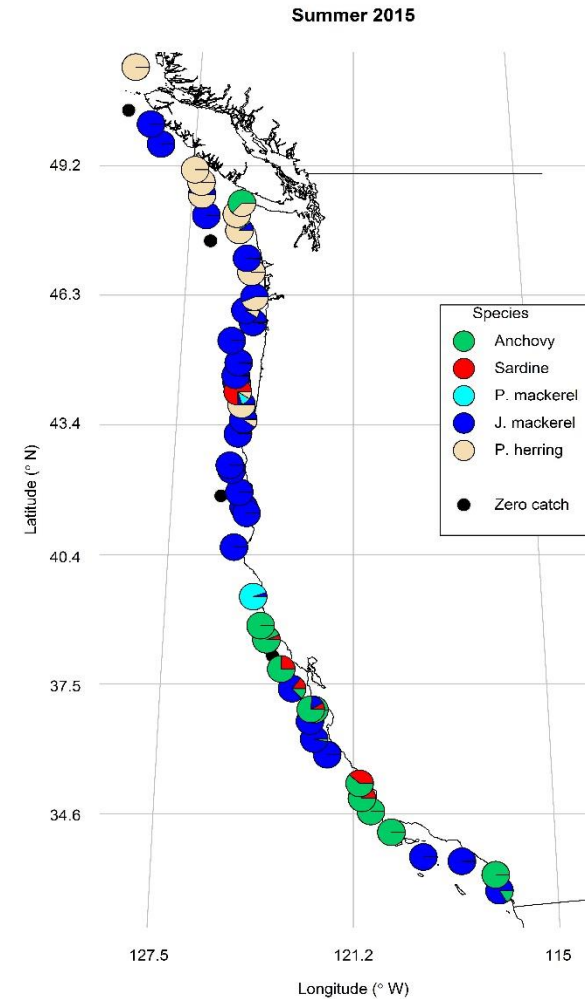 Summer 2015
49.2
46.3
43.4
40.4
37.5
34.6
Latitude (° N)
Species
Anchovy
Sardine
P. mackerel
J. mackerel
P. herring
Zero catch
127.5
121.2
115
Longitude (° W)